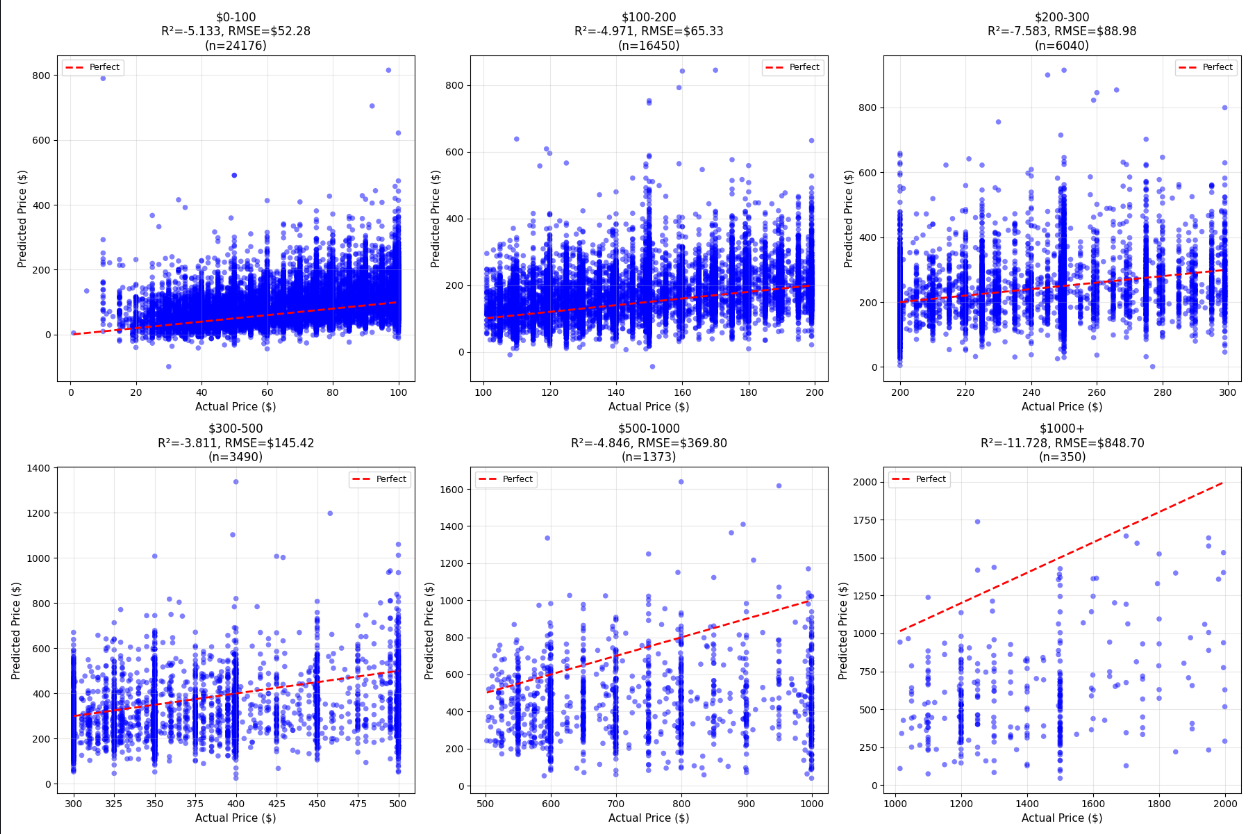 $0-100
R²=-5.133, RMSE=$52.28
(n=24176)
Perfect
800
600
400
200
0
Predicted Price ($)
0 20 40 60 80 100
Actual Price ($)
$100-200
R²=-4.971, RMSE=$65.33
(n=16450)
Perfect
800
600
400
200
0
Predicted Price ($)
100 120 140 160 180 200
Actual Price ($)
$200-300
R²=-7.583, RMSE=$88.98
(n=6040)
Perfect
800
600
400
200
0
Predicted Price ($)
200 220 240 260 280 300
Actual Price ($)
$300-500
R²=-3.811, RMSE=$145.42
(n=3490)
Perfect
1400
1200
1000
800
600
400
200
0
Predicted Price ($)
300 325 350 375 400 425 450 475 500
Actual Price ($)
$500-1000
R²=-4.846, RMSE=$369.80
(n=1373)
Perfect
1600
1400
1200
1000
800
600
400
200
0
Predicted Price ($)
500 600 700 800 900 1000
Actual Price ($)
$1000+
R²=-11.728, RMSE=$848.70
(n=350)
Perfect
2000
1750
1500
1250
1000
750
500
250
0
Predicted Price ($)
1000 1200 1400 1600 1800 2000
Actual Price ($)